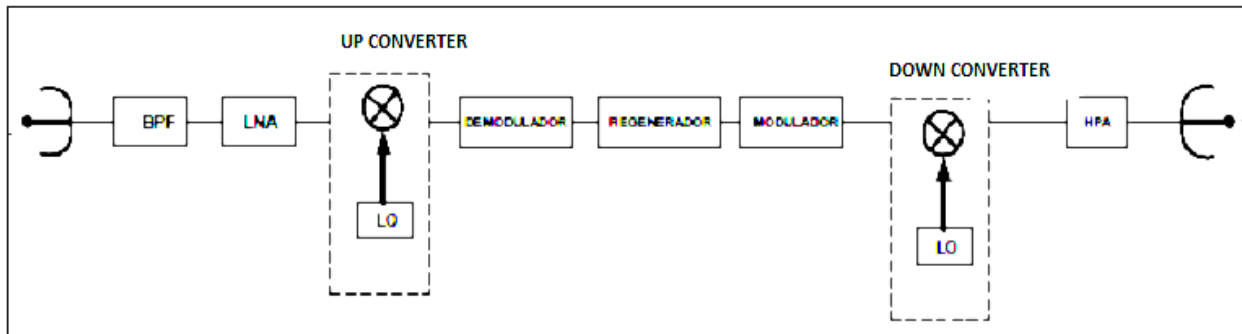 UP CONVERTER
DOWN CONVERTER
BPF
LNA
DEMODULADOR
REGENERADOR
MODULADOR
HPA
LO
LO